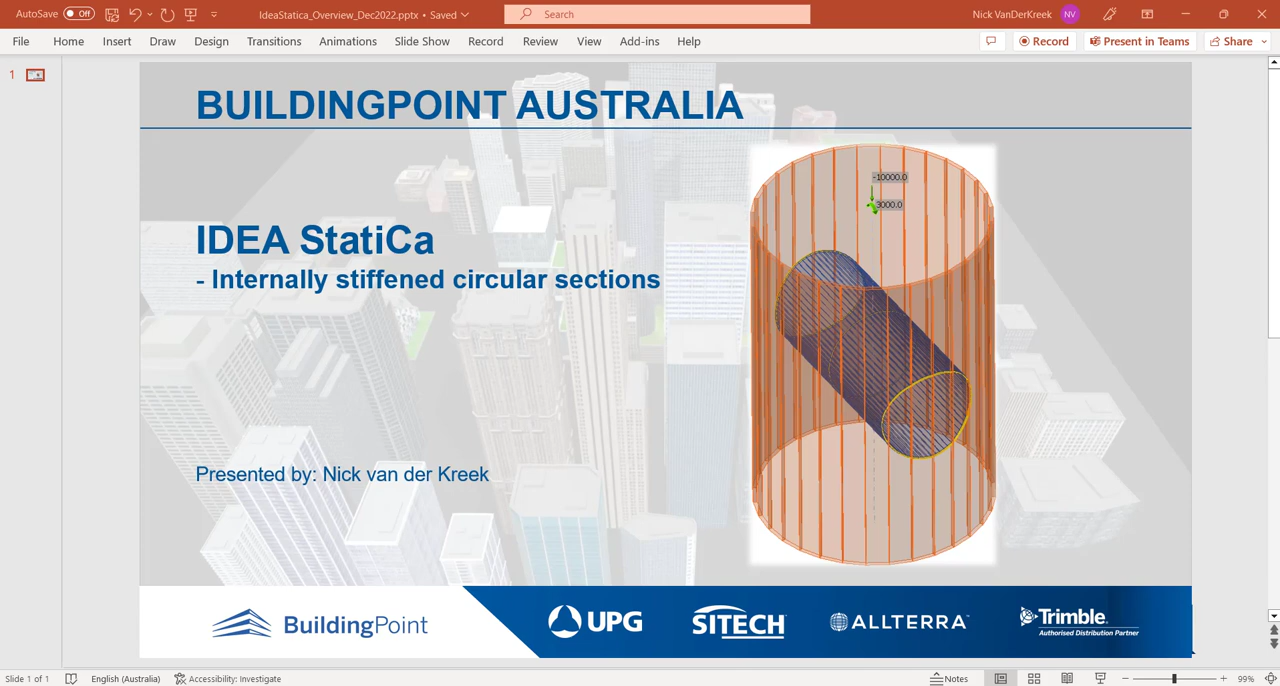 AutoSave Off
IdeaStatica_Overview_Dec2022.pptx • Saved
Search
Nick VanDerKreek NV
File Home Insert Draw Design Transitions Animations Slide Show Record Review View Add-ins Help
Record Present in Teams Share
1
BUILDINGPOINT AUSTRALIA
-10000.0
3000.0
IDEA StatiCa
- Internally stiffened circular sections
Presented by: Nick van der Kreek
BuildingPoint UPG SITECH ALLTERRA™ Trimble.
Authorised Distribution Partner
Slide 1 of 1 English (Australia) Accessibility: Investigate Notes 99%